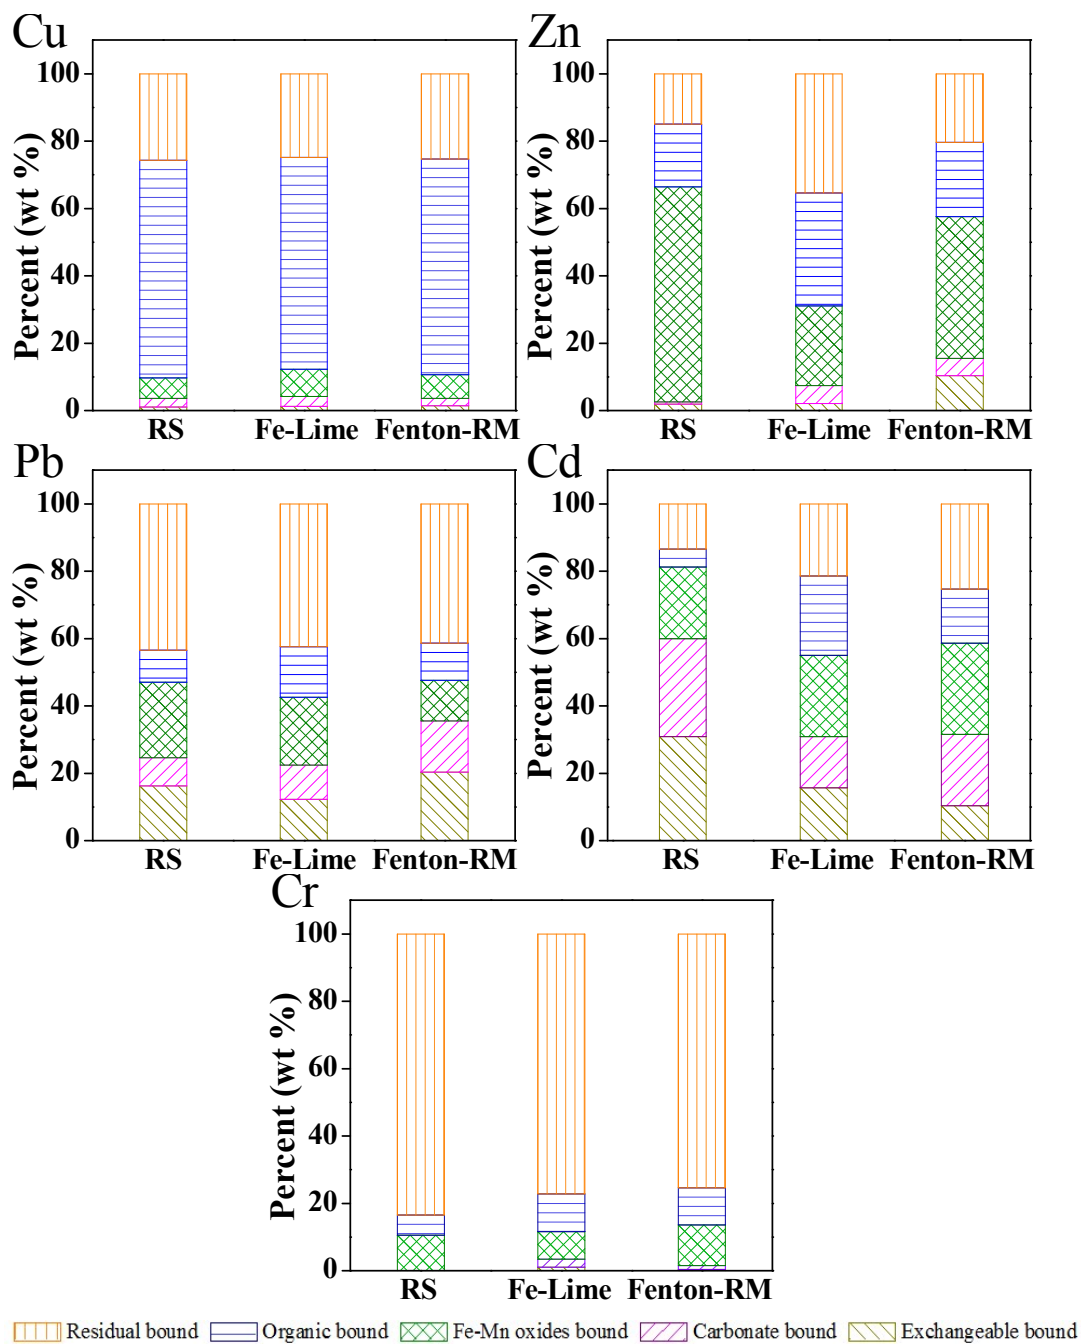 Cu
Zn
Percent (wt %)
100
80
60
40
20
0
RS Fe-Lime Fenton-RM
Percent (wt %)
100
80
60
40
20
0
RS Fe-Lime Fenton-RM
Pb
Cd
Percent (wt %)
100
80
60
40
20
0
RS Fe-Lime Fenton-RM
Percent (wt %)
100
80
60
40
20
0
RS Fe-Lime Fenton-RM
Cr
Percent (wt %)
100
80
60
40
20
0
RS Fe-Lime Fenton-RM
Residual bound Organic bound Fe-Mn oxides bound Carbonate bound Exchangeable bound